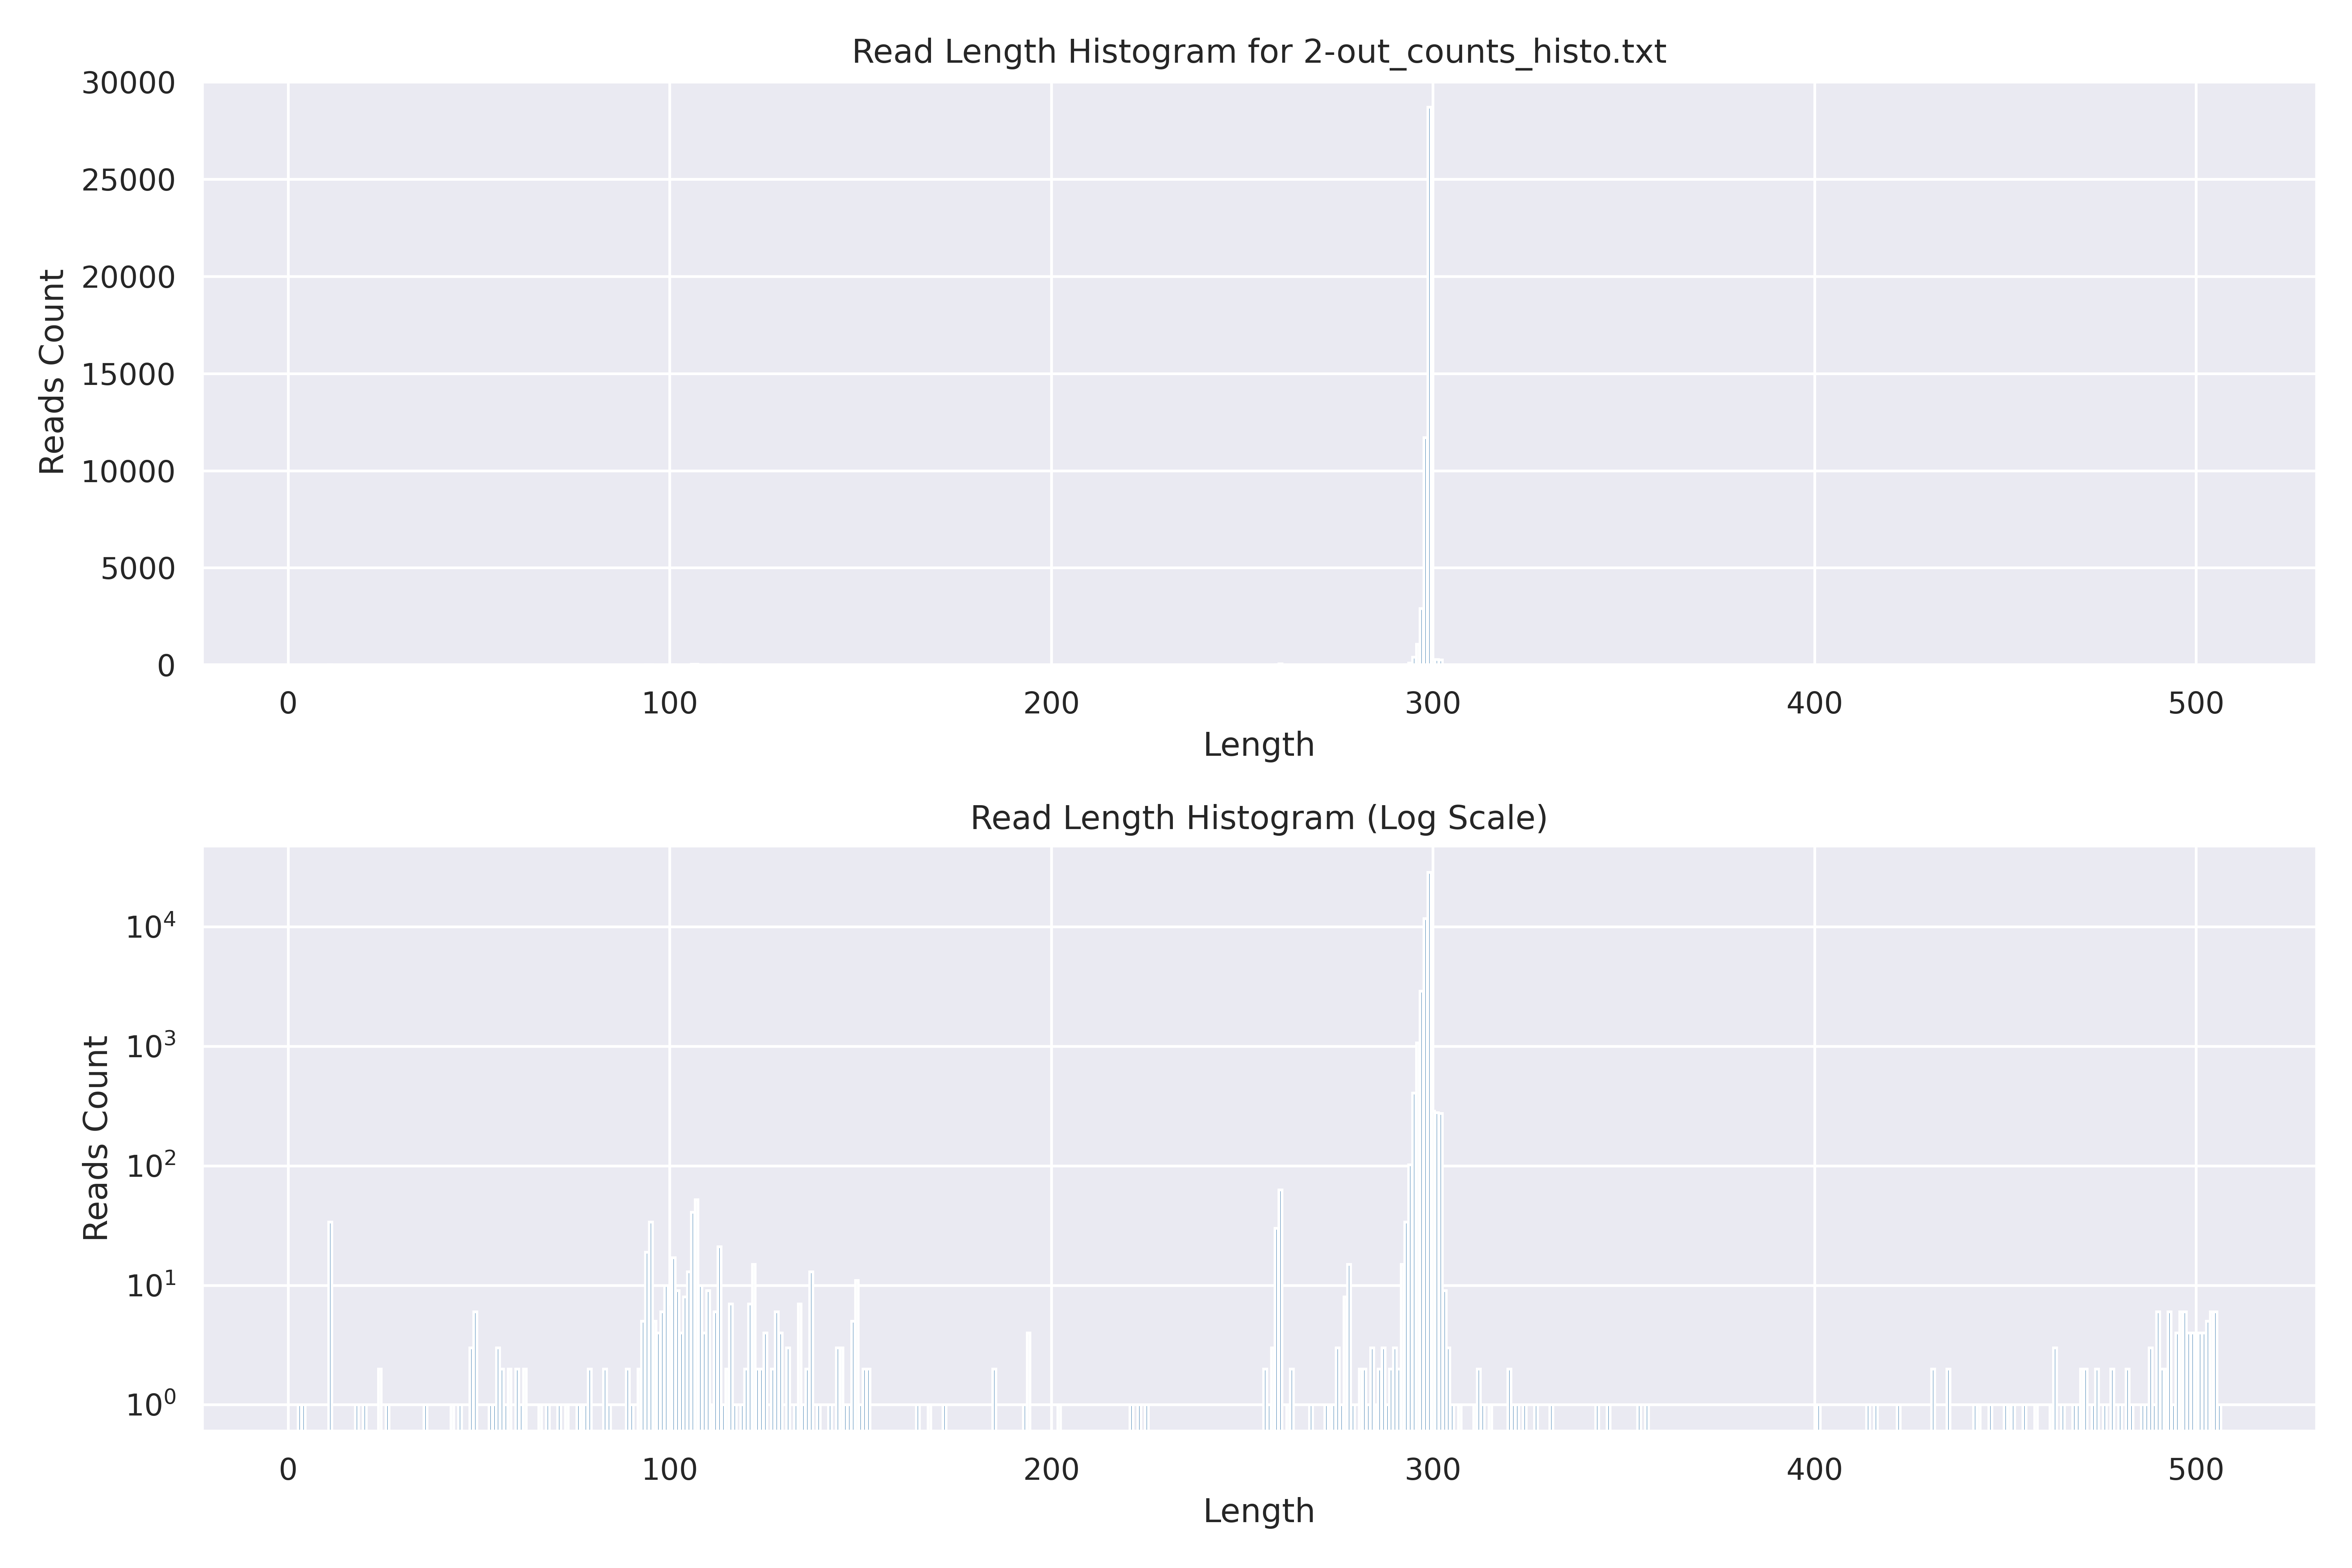 Read Length Histogram for 2-out_counts_histo.txt
30000
25000
20000
15000
10000
5000
0
Reads Count
0 100 200 300 400 500
Length
Read Length Histogram (Log Scale)
10⁴
10³
10²
10¹
10⁰
Reads Count
0 100 200 300 400 500
Length